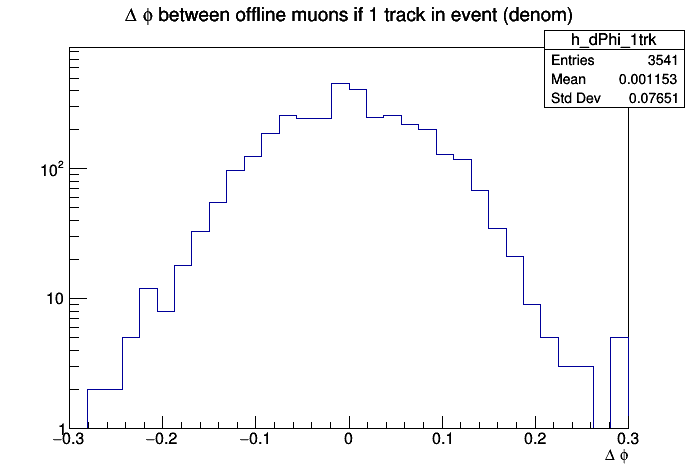 Δ ϕ between offline muons if 1 track in event (denom)
h_dPhi_1trk
Entries 3541
Mean 0.001153
Std Dev 0.07651
10²
10
1
−0.3 −0.2 −0.1 0 0.1 0.2 0.3
Δ ϕ